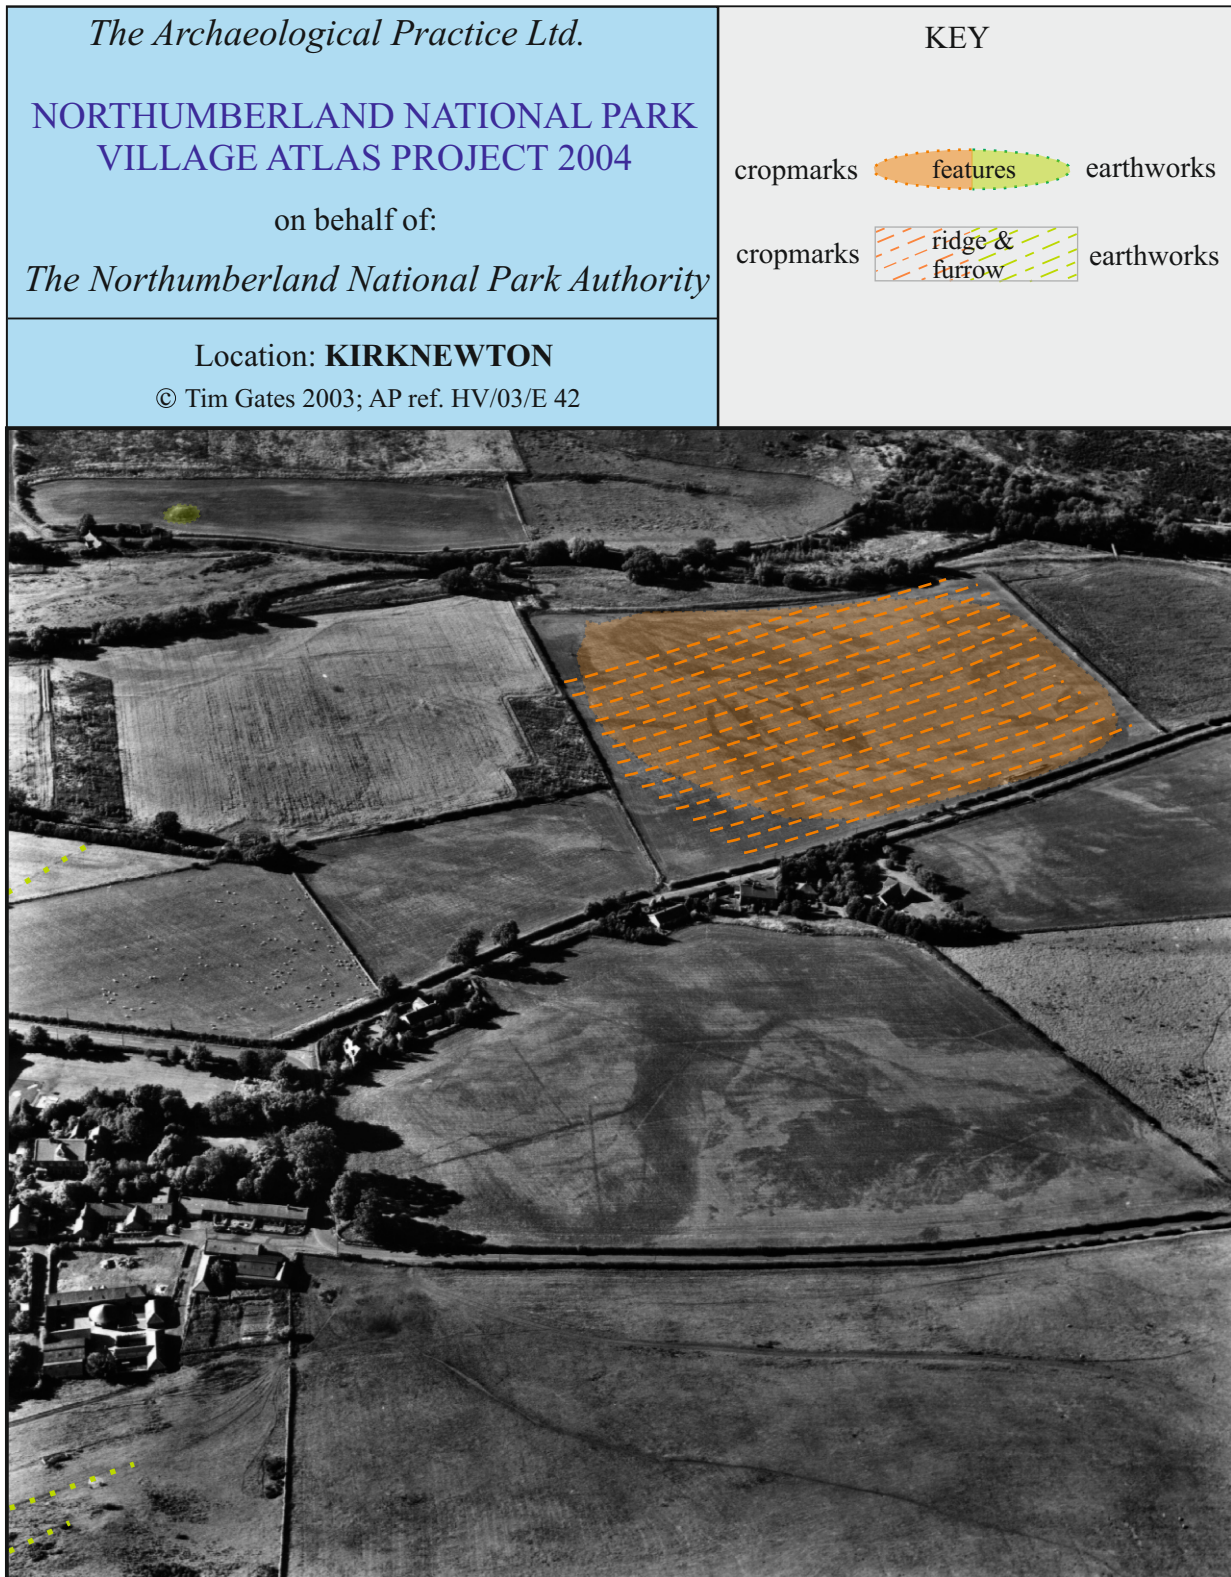 The Archaeological Practice Ltd.
NORTHUMBERLAND NATIONAL PARK
VILLAGE ATLAS PROJECT 2004
on behalf of:
The Northumberland National Park Authority
Location: KIRKNEWTON
© Tim Gates 2003; AP ref. HV/03/E 42
KEY
cropmarks features earthworks
cropmarks ridge & furrow earthworks